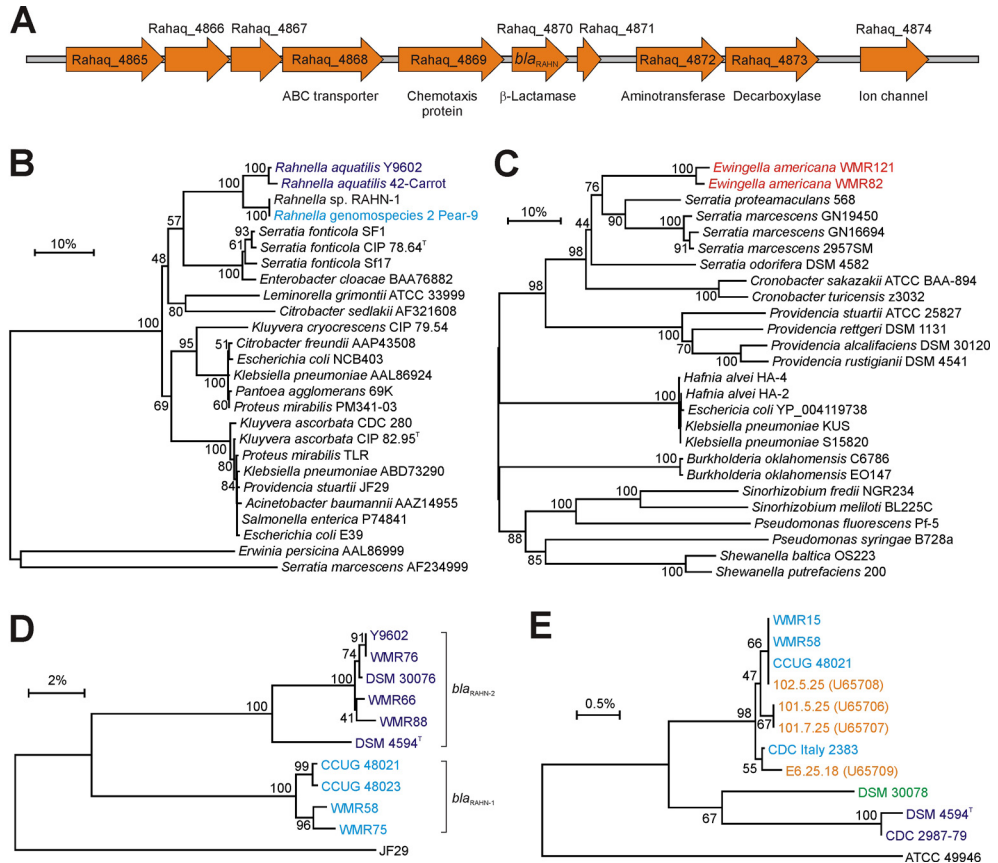 A
Rahaq_4866 Rahaq_4867 Rahaq_4870 Rahaq_4871 Rahaq_4874
Rahaq_4865 Rahaq_4868 Rahaq_4869 blaRAHN Rahaq_4872 Rahaq_4873
ABC transporter Chemotaxis protein β-Lactamase Aminotransferase Decarboxylase Ion channel
B
10%
Rahnella aquatilis Y9602
Rahnella aquatilis 42-Carrot
Rahnella sp. RAHN-1
Rahnella genomospecies 2 Pear-9
Serratia fonticola SF1
Serratia fonticola CIP 78.64T
Serratia fonticola Sf17
Enterobacter cloacae BAA76882
Leminorella grimontii ATCC 33999
Citrobacter sedlakii AF321608
Kluyvera cryocrescens CIP 79.54
Citrobacter freundii AAP43508
Escherichia coli NCB403
Klebsiella pneumoniae AAL86924
Pantoea agglomerans 69K
Proteus mirabilis PM341-03
Kluyvera ascorbata CDC 280
Kluyvera ascorbata CIP 82.95T
Proteus mirabilis TLR
Klebsiella pneumoniae ABD73290
Providencia stuartii JF29
Acinetobacter baumannii AAZ14955
Salmonella enterica P74841
Escherichia coli E39
Erwinia persicina AAL86999
Serratia marcescens AF234999
100
100
100
57
93
61
100
48
80
100
95
51
100
60
69
100
80
84
C
10%
Ewingella americana WMR121
Ewingella americana WMR82
Serratia proteamaculans 568
Serratia marcescens GN19450
Serratia marcescens GN16694
Serratia marcescens 2957SM
Serratia odorifera DSM 4582
Cronobacter sakazakii ATCC BAA-894
Cronobacter turicensis z3032
Providencia stuartii ATCC 25827
Providencia rettgeri DSM 1131
Providencia alcalifaciens DSM 30120
Providencia rustigianii DSM 4541
Hafnia alvei HA-4
Hafnia alvei HA-2
Eschericia coli YP_004119738
Klebsiella pneumoniae KUS
Klebsiella pneumoniae S15820
Burkholderia oklahomensis C6786
Burkholderia oklahomensis EO147
Sinorhizobium fredii NGR234
Sinorhizobium meliloti BL225C
Pseudomonas fluorescens Pf-5
Pseudomonas syringae B728a
Shewanella baltica OS223
Shewanella putrefaciens 200
100
76
90
100
91
44
98
100
98
100
70
100
100
100
100
100
88
85
100
D
2%
Y9602
WMR76
DSM 30076
WMR66
WMR88
DSM 4594T
blaRAHN-2
CCUG 48021
CCUG 48023
WMR58
WMR75
blaRAHN-1
JF29
91
74
100
41
100
99
100
96
E
0.5%
WMR15
WMR58
CCUG 48021
102.5.25 (U65708)
101.5.25 (U65706)
101.7.25 (U65707)
CDC Italy 2383
E6.25.18 (U65709)
DSM 30078
DSM 4594T
CDC 2987-79
ATCC 49946
66
47
98
67
55
67
100